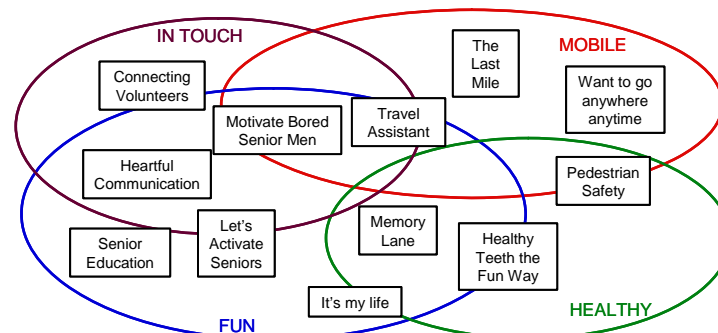 IN TOUCH
MOBILE
The
Last
Mile
Connecting
Volunteers
Want to go
anywhere
anytime
Motivate Bored
Senior Men
Travel
Assistant
Heartful
Communication
Pedestrian
Safety
Let's
Activate
Seniors
Memory
Lane
Senior
Education
Healthy
Teeth the
Fun Way
It's my life
FUN
HEALTHY